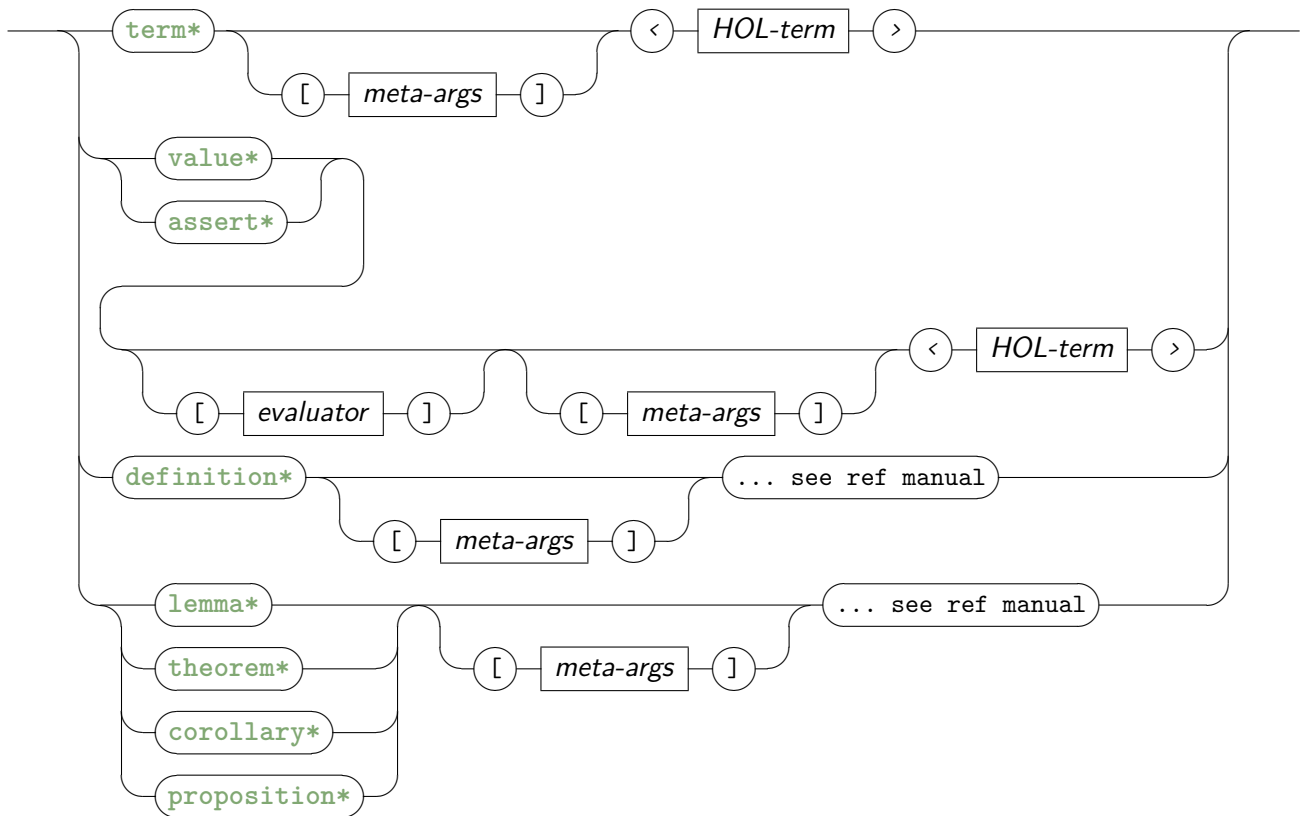 term* < HOL-term >
[ meta-args ]
value*
assert*
< HOL-term >
[ evaluator ] [ meta-args ]
definition* ... see ref manual
[ meta-args ]
lemma* ... see ref manual
theorem* [ meta-args ]
corollary*
proposition*